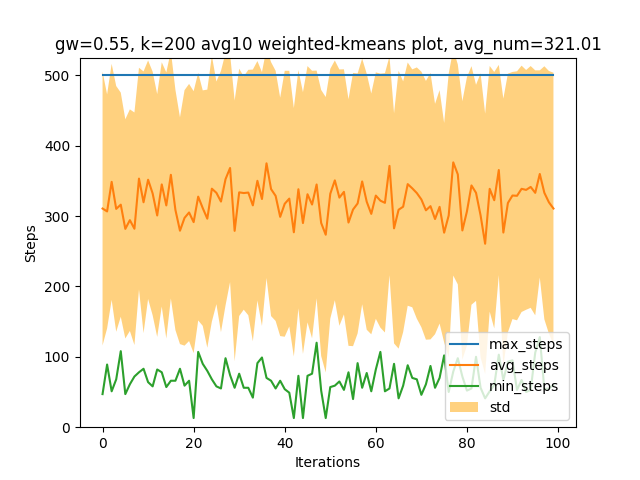 gw=0.55, k=200 avg10 weighted-kmeans plot, avg_num=321.01
500
400
300
200
100
0
Steps
0
20
40
60
80
100
Iterations
max_steps
avg_steps
min_steps
std